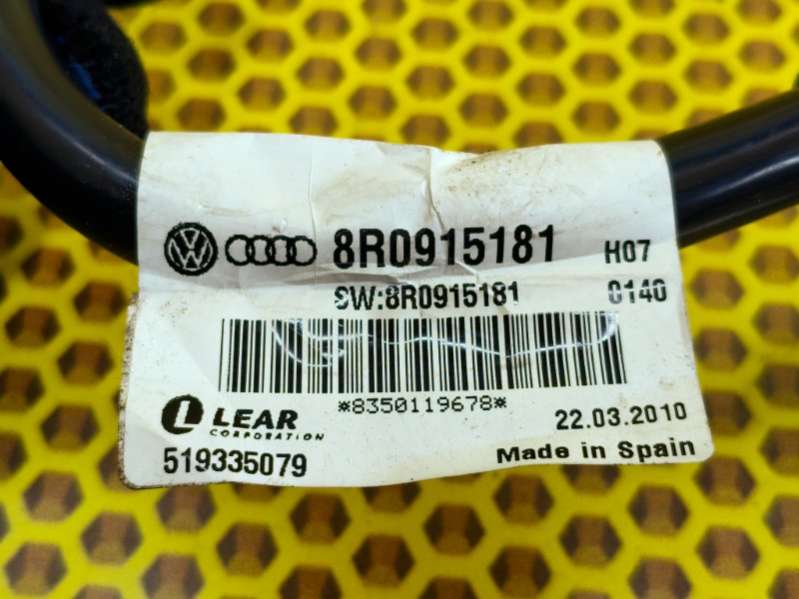 8R0915181 H07
SW:8R0915181 0140
*8350119678*
LEAR
CORPORATION
22.03.2010
519335079
Made in Spain